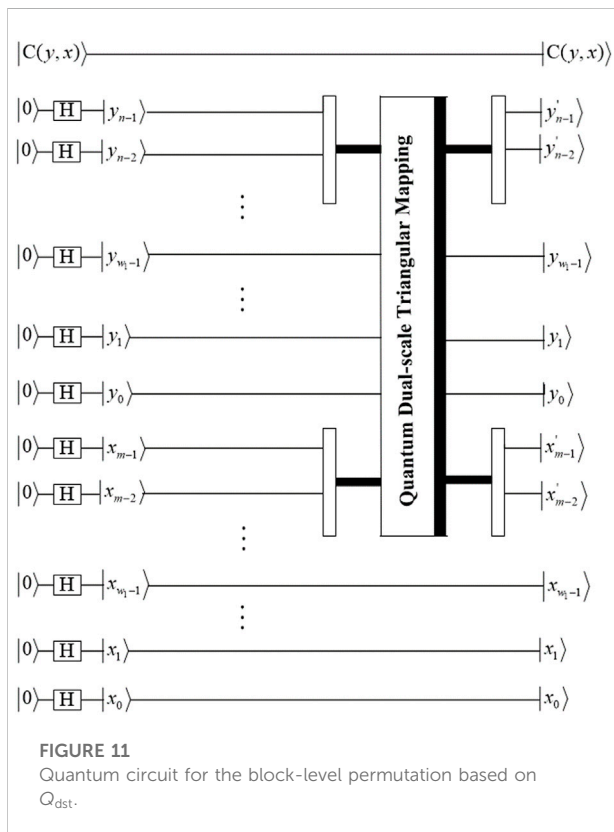 |C(y,x)⟩ |C(y,x)⟩
|0⟩ H |y_{n-1}⟩ |y'_{n-1}⟩
|0⟩ H |y_{n-2}⟩ |y'_{n-2}⟩
⋮
|0⟩ H |y_{w_1-1}⟩ |y_{w_1-1}⟩
⋮
|0⟩ H |y_1⟩ |y_1⟩
|0⟩ H |y_0⟩ |y_0⟩
|0⟩ H |x_{m-1}⟩ |x'_{m-1}⟩
|0⟩ H |x_{m-2}⟩ |x'_{m-2}⟩
⋮
|0⟩ H |x_{w_1-1}⟩ |x_{w_1-1}⟩
⋮
|0⟩ H |x_1⟩ |x_1⟩
|0⟩ H |x_0⟩ |x_0⟩
Quantum Dual-scale Triangular Mapping
FIGURE 11
Quantum circuit for the block-level permutation based on
Q_{dst}.